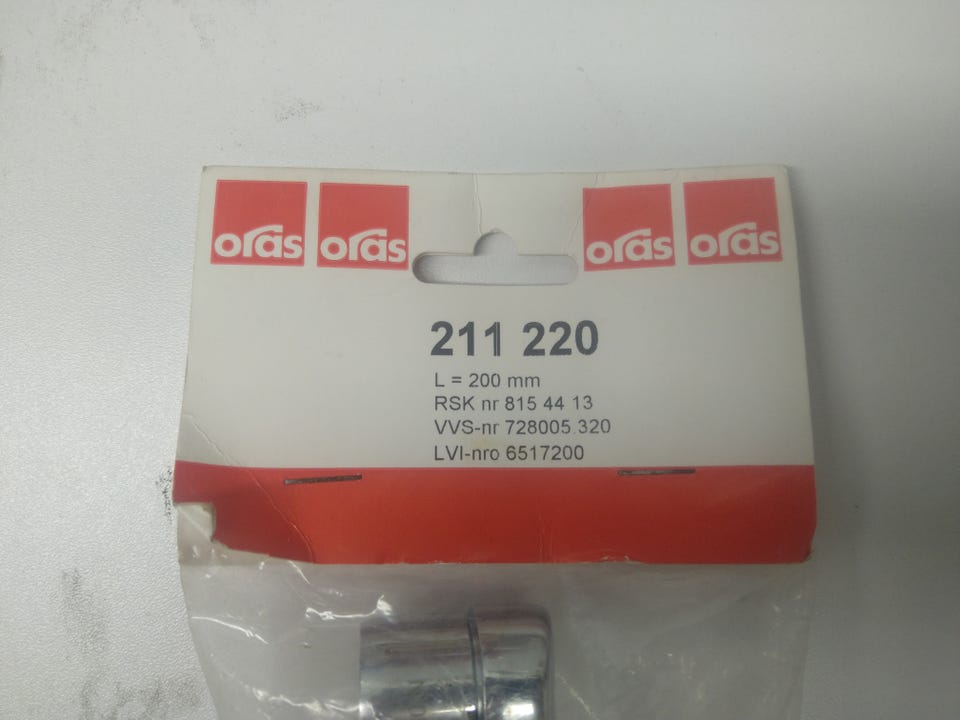 oras oras oras oras
211 220
L = 200 mm
RSK nr 815 44 13
VVS-nr 728005.320
LVI-nro 6517200